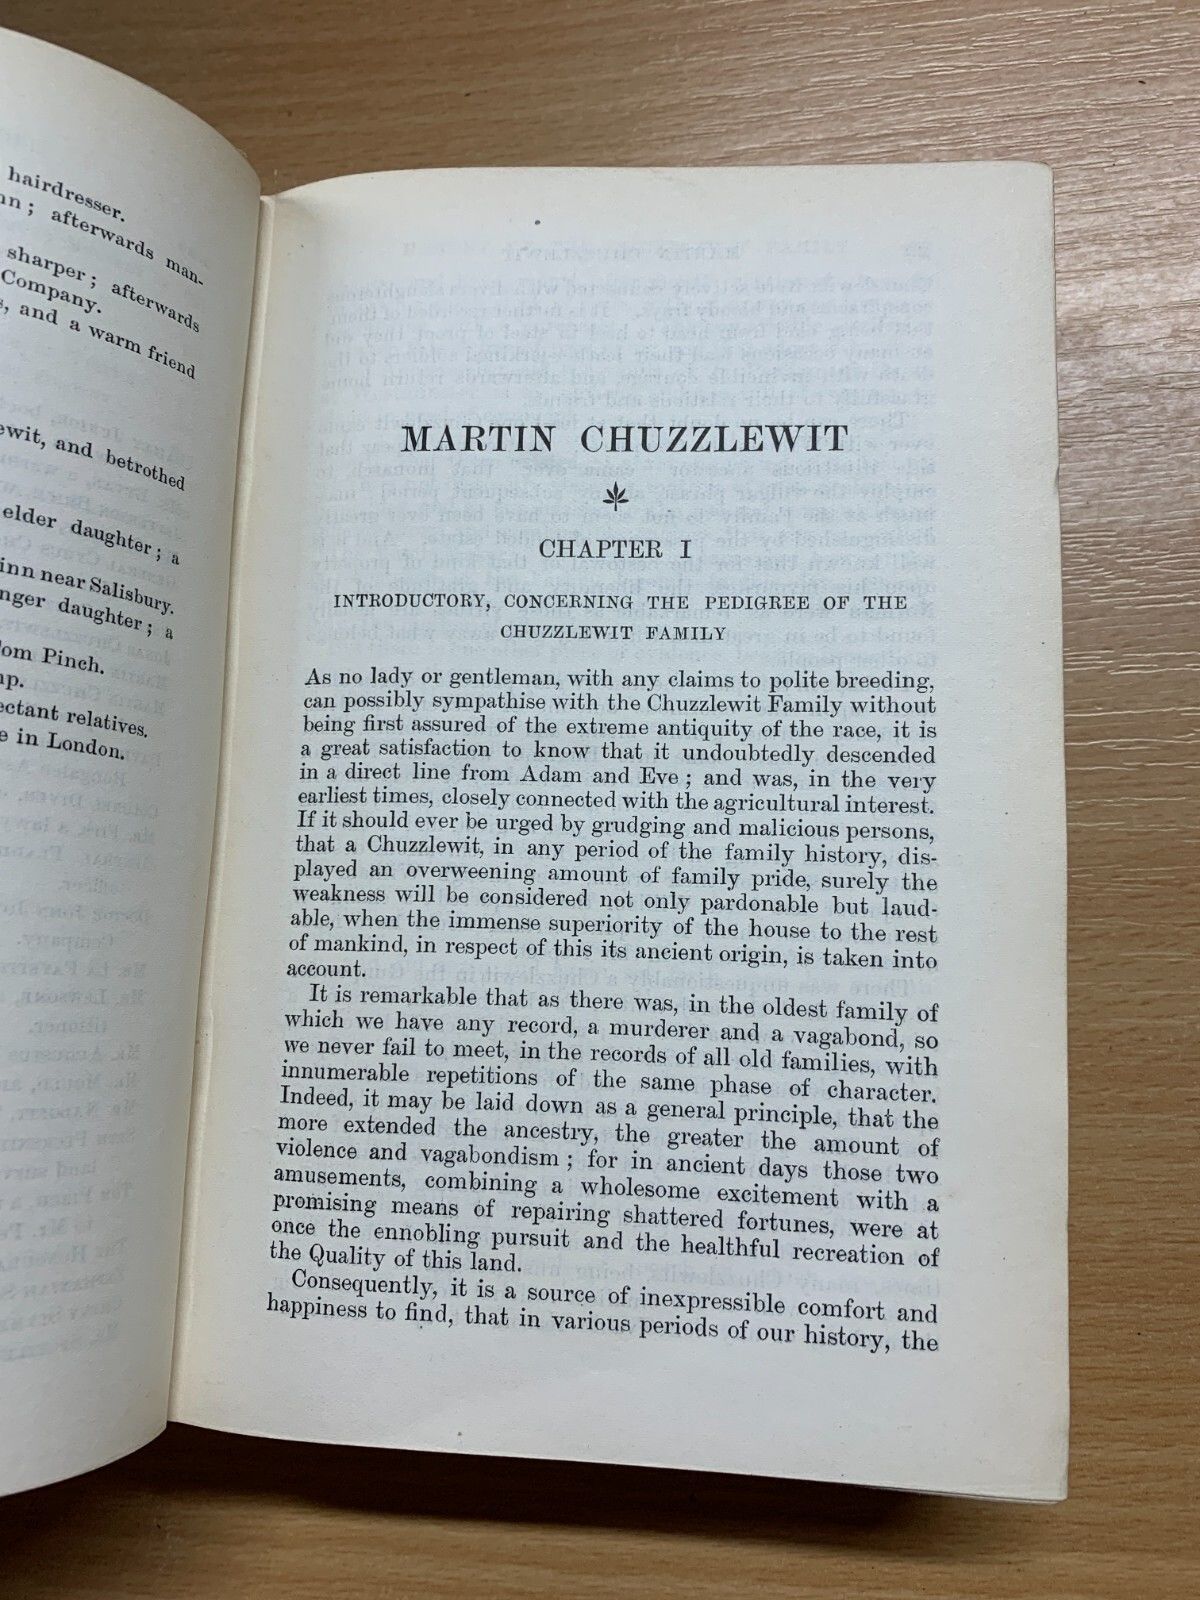 hairdresser.
nn; afterwards man-
sharper; afterwards
Company.
s, and a warm friend
ewit, and betrothed
elder daughter; a
inn near Salisbury.
nger daughter; a
om Pinch.
mp.
ectant relatives.
e in London.
MARTIN CHUZZLEWIT
CHAPTER I
INTRODUCTORY, CONCERNING THE PEDIGREE OF THE
CHUZZLEWIT FAMILY
As no lady or gentleman, with any claims to polite breeding,
can possibly sympathise with the Chuzzlewit Family without
being first assured of the extreme antiquity of the race, it is
a great satisfaction to know that it undoubtedly descended
in a direct line from Adam and Eve; and was, in the very
earliest times, closely connected with the agricultural interest.
If it should ever be urged by grudging and malicious persons,
that a Chuzzlewit, in any period of the family history, dis-
played an overweening amount of family pride, surely the
weakness will be considered not only pardonable but laud-
able, when the immense superiority of the house to the rest
of mankind, in respect of this its ancient origin, is taken into
account.
It is remarkable that as there was, in the oldest family of
which we have any record, a murderer and a vagabond, so
we never fail to meet, in the records of all old families, with
innumerable repetitions of the same phase of character.
Indeed, it may be laid down as a general principle, that the
more extended the ancestry, the greater the amount of
violence and vagabondism; for in ancient days those two
amusements, combining a wholesome excitement with a
promising means of repairing shattered fortunes, were at
once the ennobling pursuit and the healthful recreation of
the Quality of this land.
Consequently, it is a source of inexpressible comfort and
happiness to find, that in various periods of our history, the